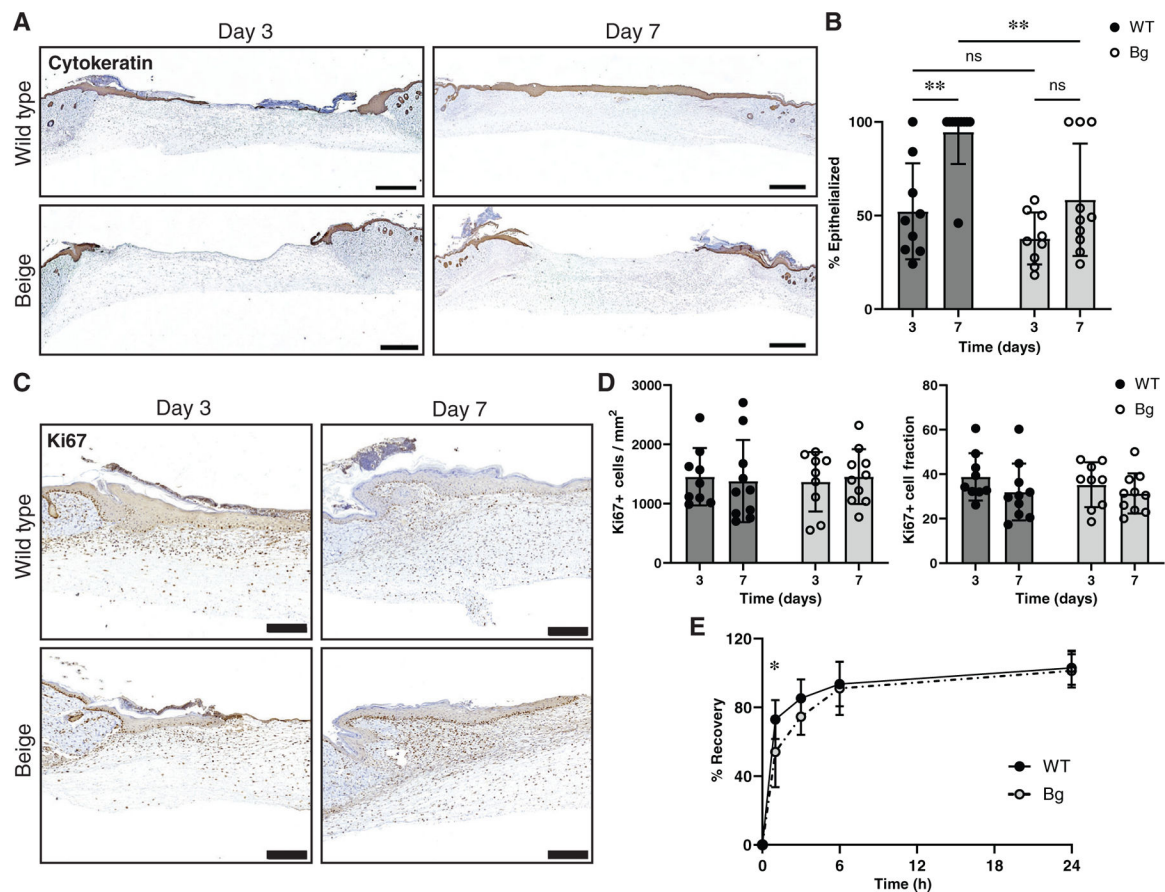 A
Day 3
Day 7
Cytokeratin
Wild type
Beige
B
WT
Bg
**
ns
**
ns
% Epithelialized
100
50
0
3
7
3
7
Time (days)
C
Day 3
Day 7
Ki67
Wild type
Beige
D
Ki67+ cells / mm²
3000
2000
1000
0
3
7
3
7
Time (days)
Ki67+ cell fraction
80
60
40
20
0
3
7
3
7
Time (days)
WT
Bg
E
% Recovery
120
80
40
0
*
WT
Bg
0
6
12
18
24
Time (h)